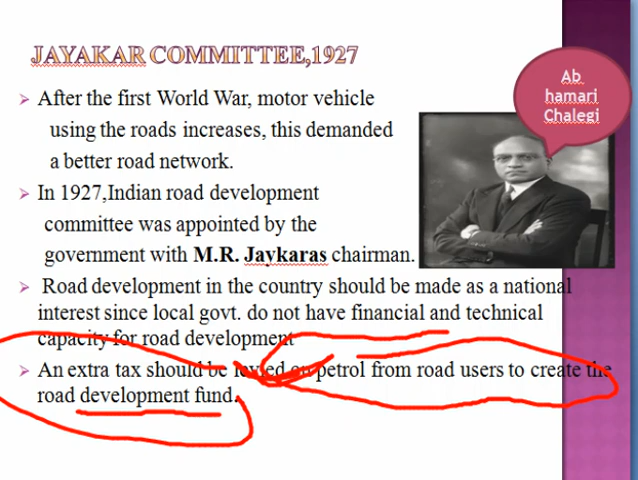 JAYAKAR COMMITTEE,1927
Ab
hamari
Chalegi
After the first World War, motor vehicle
using the roads increases, this demanded
a better road network.
In 1927,Indian road development
committee was appointed by the
government with M.R. Jaykaras chairman.
Road development in the country should be made as a national
interest since local govt. do not have financial and technical
capacity for road development
An extra tax should be levied on petrol from road users to create the
road development fund.